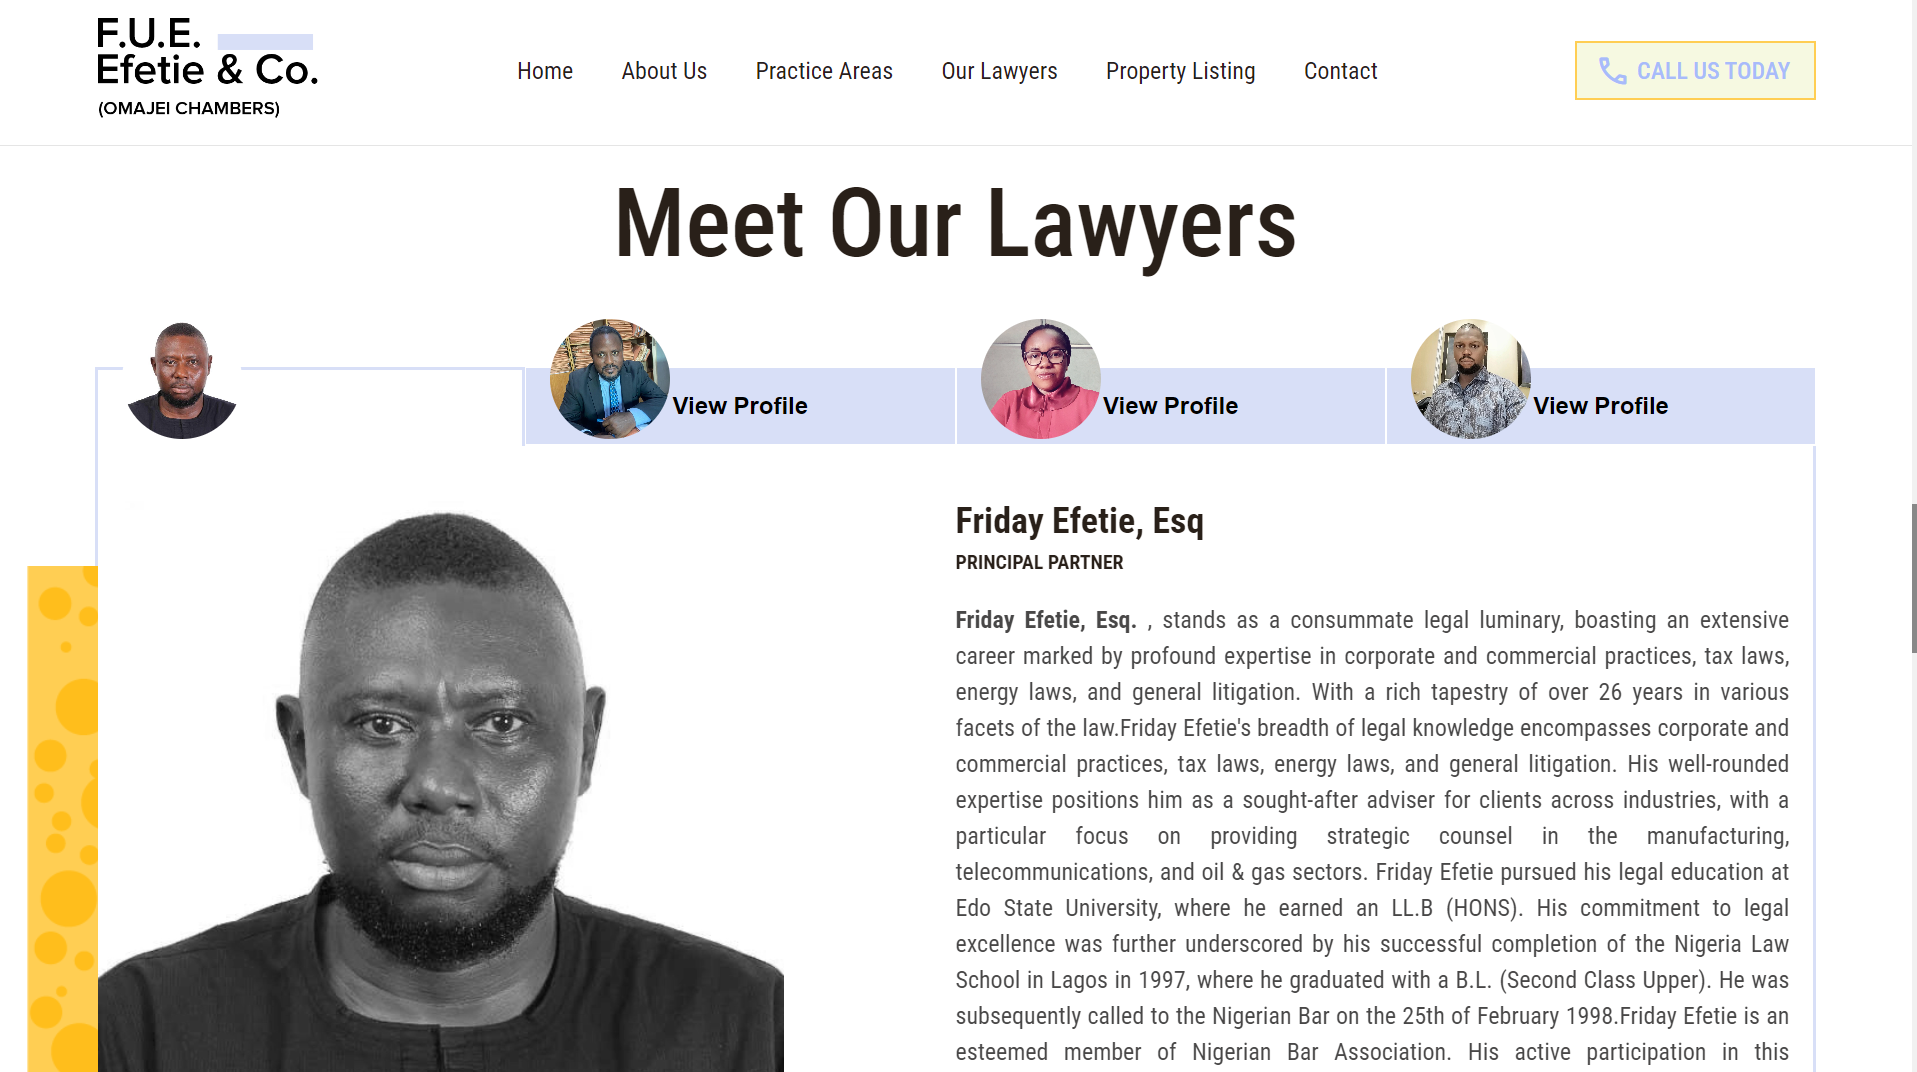 F.U.E.
Efetie & Co.
(OMAJEI CHAMBERS)
Home
About Us
Practice Areas
Our Lawyers
Property Listing
Contact
CALL US TODAY
Meet Our Lawyers
View Profile
View Profile
View Profile
Friday Efetie, Esq
PRINCIPAL PARTNER
Friday Efetie, Esq. , stands as a consummate legal luminary, boasting an extensive
career marked by profound expertise in corporate and commercial practices, tax laws,
energy laws, and general litigation. With a rich tapestry of over 26 years in various
facets of the law.Friday Efetie's breadth of legal knowledge encompasses corporate and
commercial practices, tax laws, energy laws, and general litigation. His well-rounded
expertise positions him as a sought-after adviser for clients across industries, with a
particular focus on providing strategic counsel in the manufacturing,
telecommunications, and oil & gas sectors. Friday Efetie pursued his legal education at
Edo State University, where he earned an LL.B (HONS). His commitment to legal
excellence was further underscored by his successful completion of the Nigeria Law
School in Lagos in 1997, where he graduated with a B.L. (Second Class Upper). He was
subsequently called to the Nigerian Bar on the 25th of February 1998.Friday Efetie is an
esteemed member of Nigerian Bar Association. His active participation in this